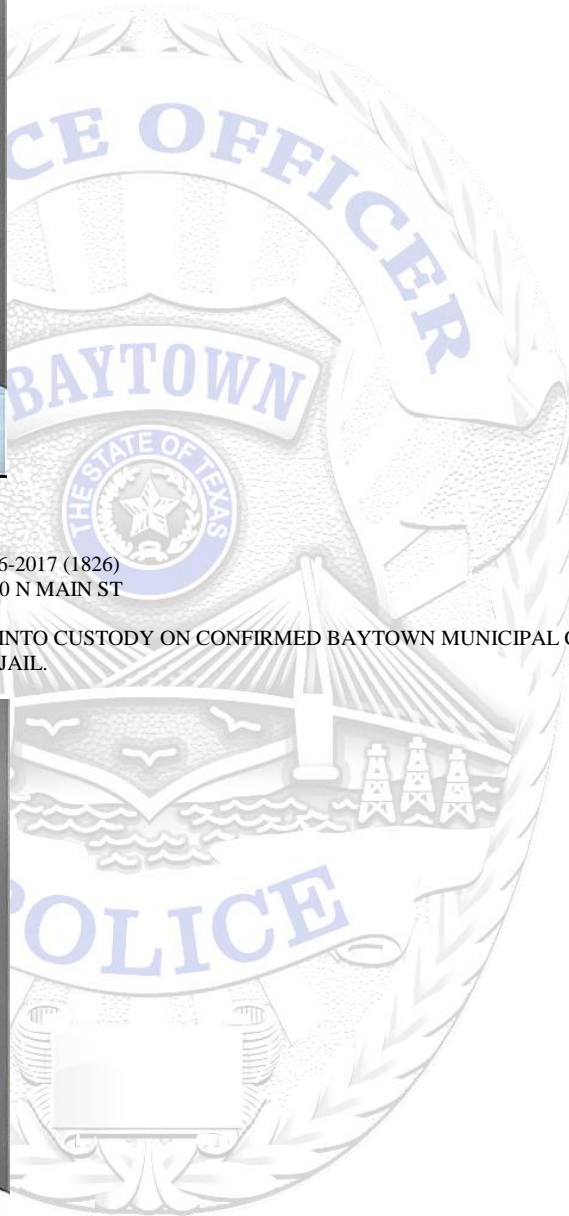 CE OFFICER
BAYTOWN
THE STATE OF TEXAS
6-2017 (1826)
0 N MAIN ST
INTO CUSTODY ON CONFIRMED BAYTOWN MUNICIPAL
JAIL.
POLICE